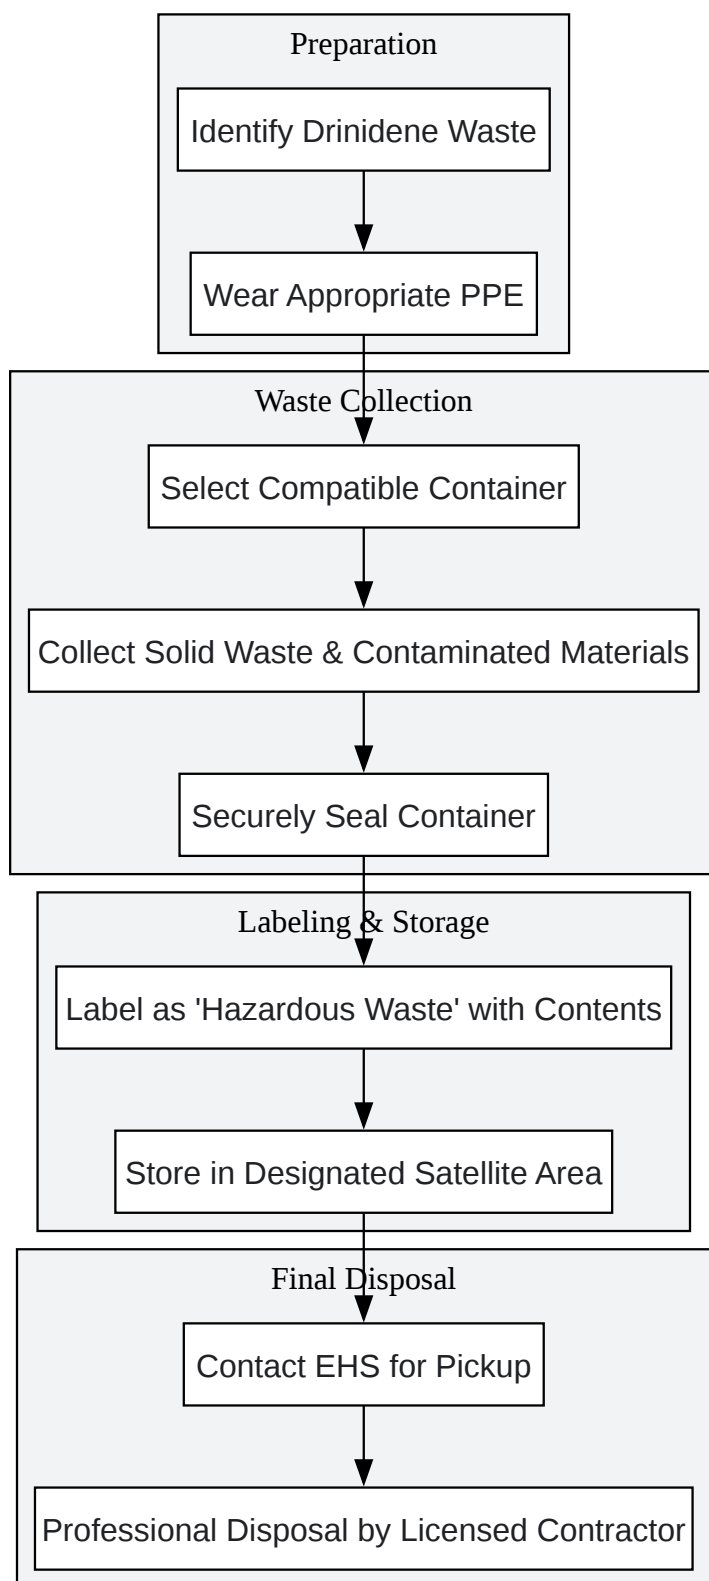 Preparation
Identify Drinidene Waste
Wear Appropriate PPE
Waste Collection
Select Compatible Container
Collect Solid Waste & Contaminated Materials
Securely Seal Container
Labeling & Storage
Label as 'Hazardous Waste' with Contents
Store in Designated Satellite Area
Final Disposal
Contact EHS for Pickup
Professional Disposal by Licensed Contractor